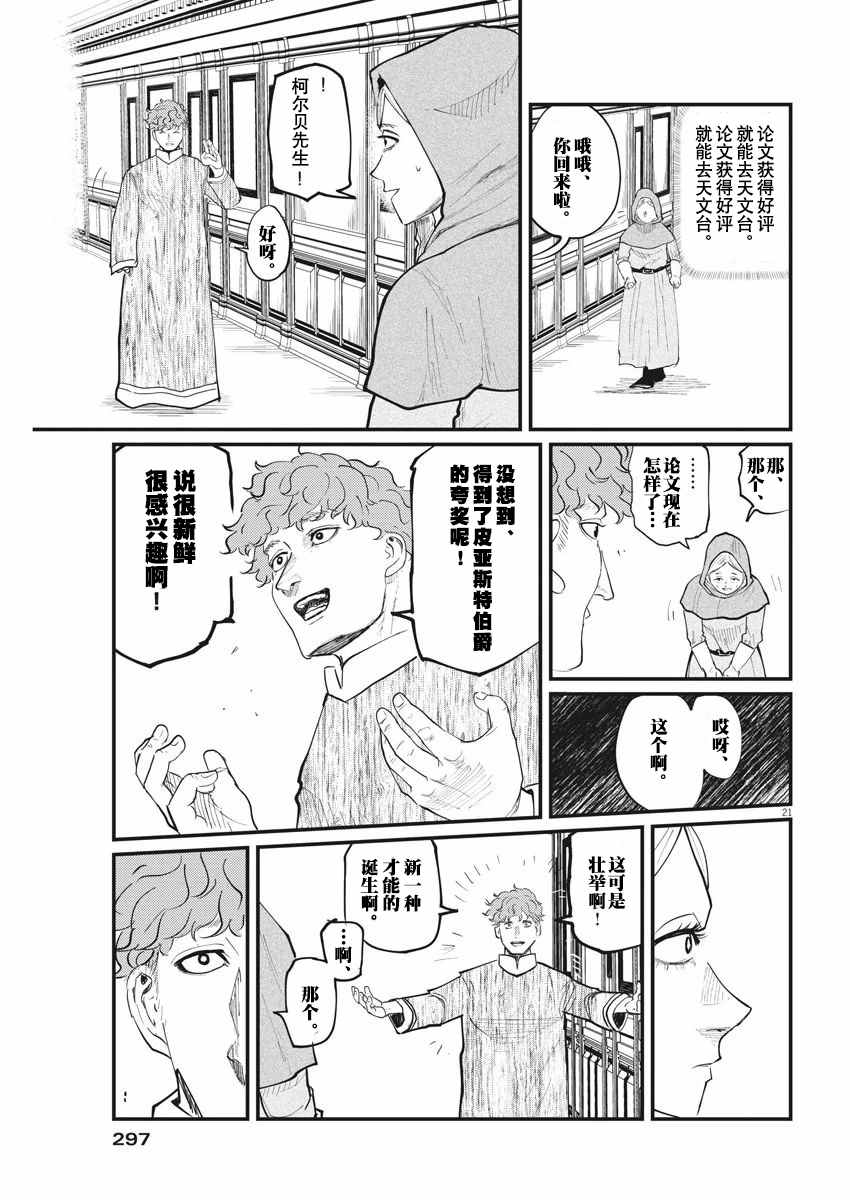 论文获得好评
就能去天文台。
论文获得好评
就能去天文台。
哦哦、
你回来啦。
！
柯尔贝先生！
好呀。
那、
那个、
……
论文现在
怎样了…
没想到、
得到了皮亚斯特伯爵
的夸奖呢！
说很新鲜
很感兴趣啊！
哎呀、
这个啊。
21
这可是
壮举啊！
新一种
才能的
诞生啊。
…啊、
那个。
297